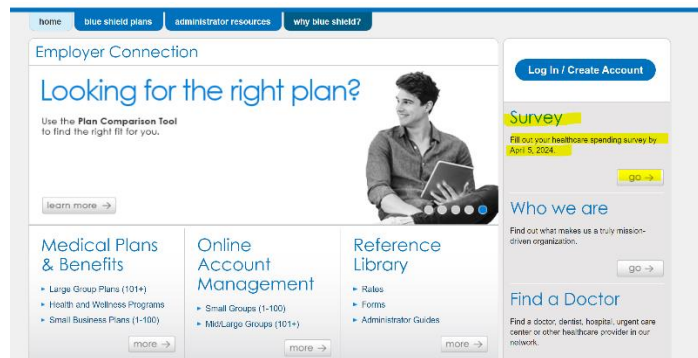 home blue shield plans administrator resources why blue shield?
Employer Connection
Looking for the right plan?
Use the Plan Comparison Tool
to find the right fit for you.
learn more →
Medical Plans
& Benefits
► Large Group Plans (101+)
► Health and Wellness Programs
► Small Business Plans (1-100)
more →
Online
Account
Management
► Small Groups (1-100)
► Mid/Large Groups (101+)
more →
Reference
Library
► Rates
► Forms
► Administrator Guides
more →
Log In / Create Account
Survey
Fill out your healthcare spending survey by
April 5, 2024.
go →
Who we are
Find out what makes us a truly mission-
driven organization.
go →
Find a Doctor
Find a doctor, dentist, hospital, urgent care
center or other healthcare provider in our
network.